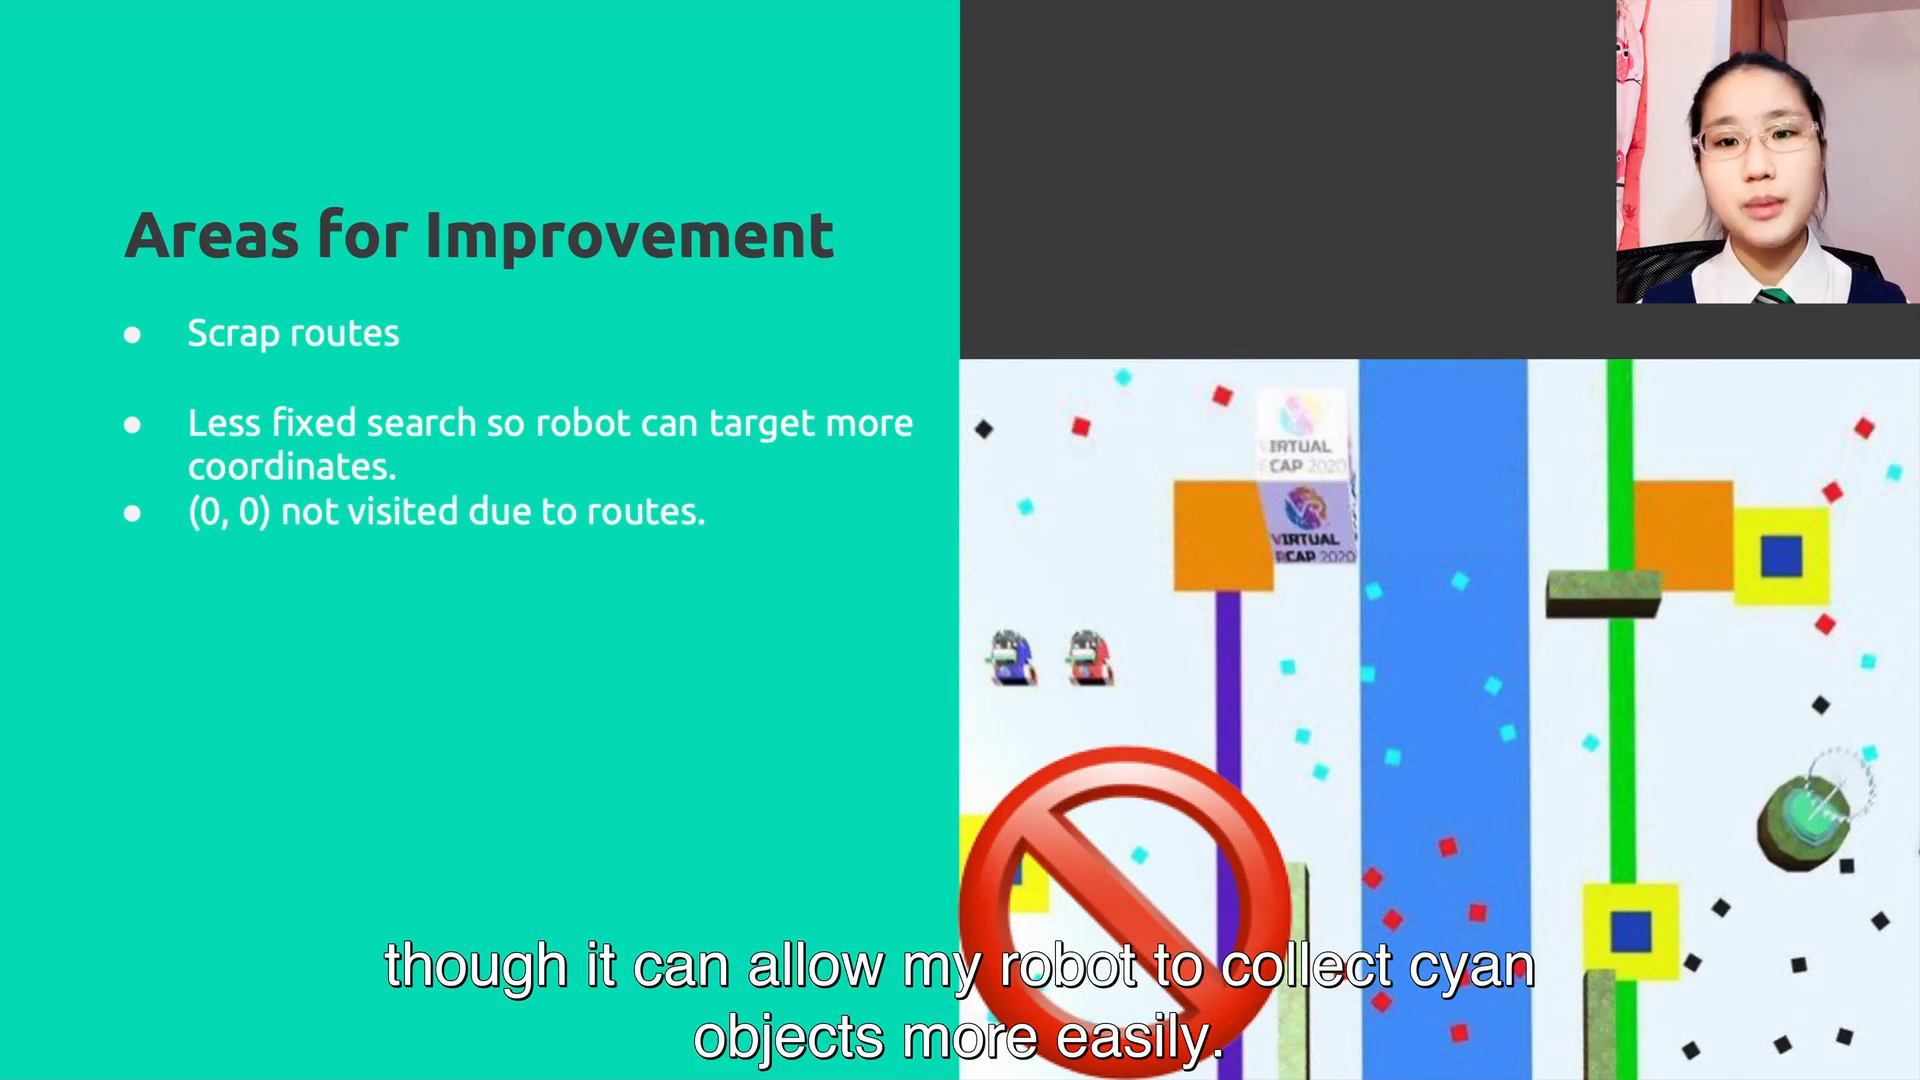 Areas for Improvement
Scrap routes
Less fixed search so robot can target more
coordinates.
(0, 0) not visited due to routes.
IRTUAL
CAP 2020
VIRTUAL
RCAP 2020
though it can allow my robot to collect cyan
objects more easily.